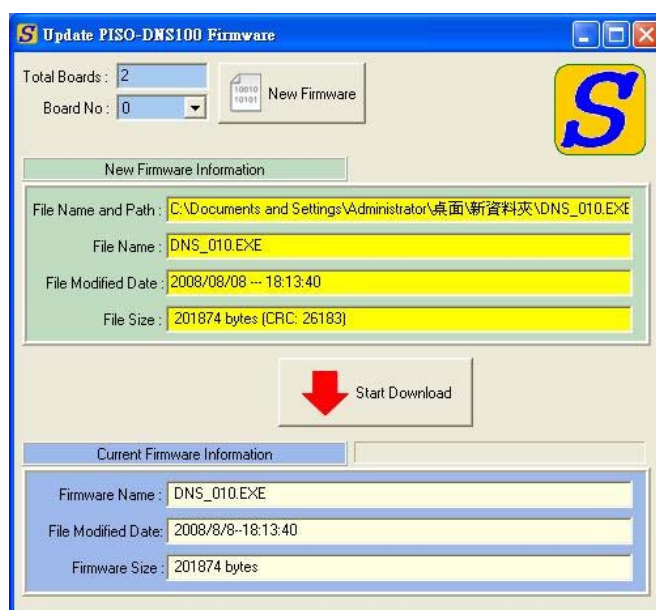 S Update PISO-DNS100 Firmware
Total Boards : 2
Board No : 0
10010
10101
New Firmware
S
New Firmware Information
File Name and Path : C:\Documents and Settings\Administrator\桌面\新資料夾\DNS_010.EXE
File Name : DNS_010.EXE
File Modified Date : 2008/08/08 --- 18:13:40
File Size : 201874 bytes (CRC: 26183)
Start Download
Current Firmware Information
Firmware Name : DNS_010.EXE
File Modified Date: 2008/8/8--18:13:40
Firmware Size : 201874 bytes